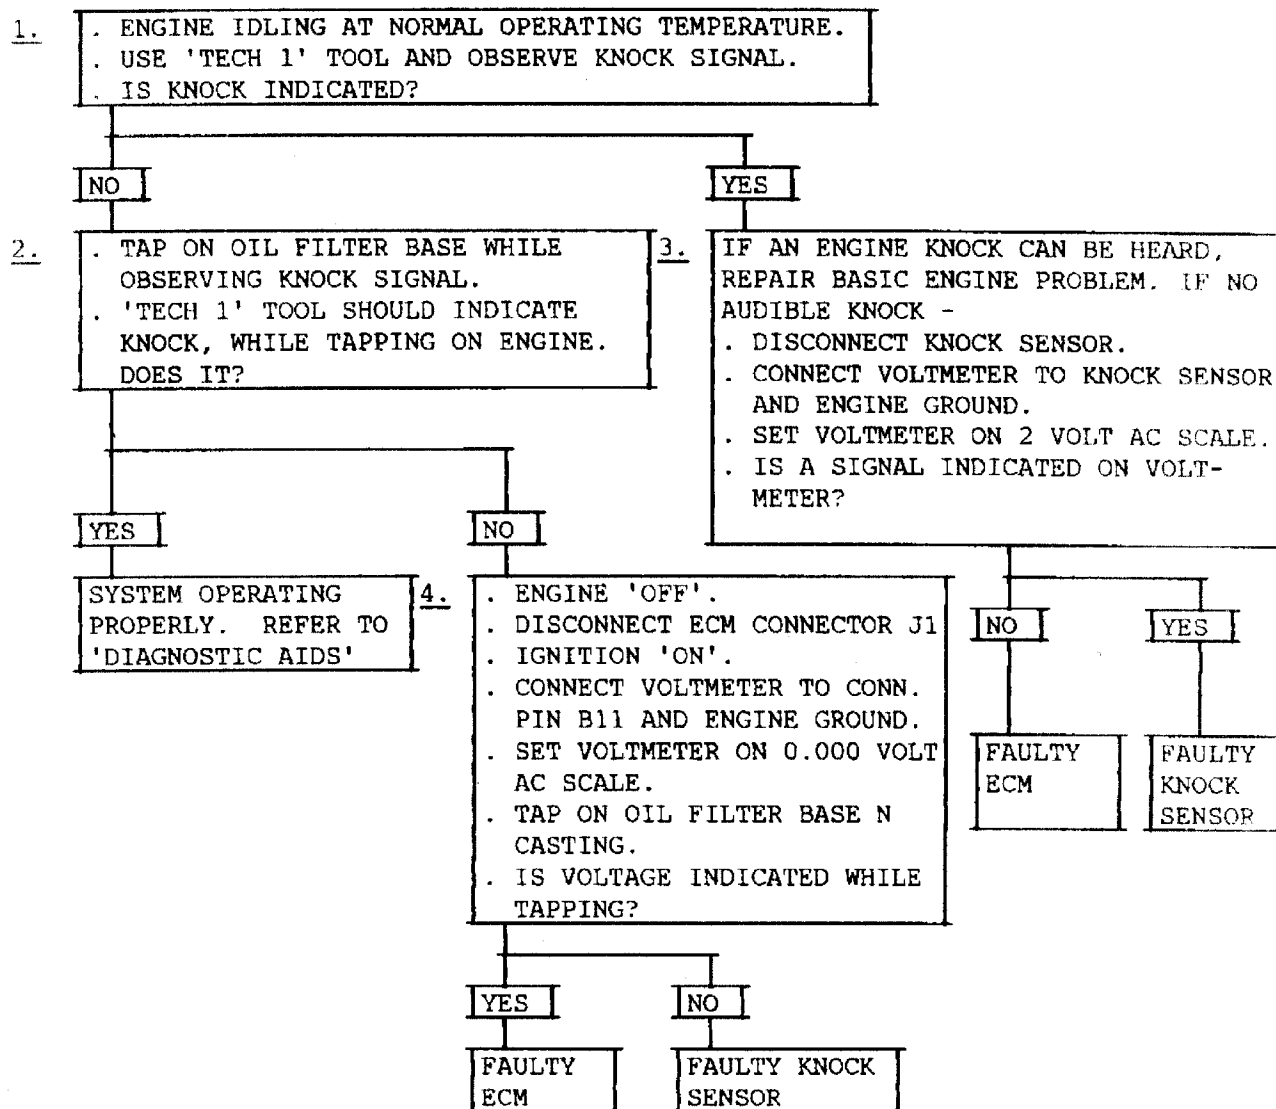 1.
. ENGINE IDLING AT NORMAL OPERATING TEMPERATURE.
. USE 'TECH 1' TOOL AND OBSERVE KNOCK SIGNAL.
. IS KNOCK INDICATED?
NO
YES
2.
. TAP ON OIL FILTER BASE WHILE
OBSERVING KNOCK SIGNAL.
. 'TECH 1' TOOL SHOULD INDICATE
KNOCK, WHILE TAPPING ON ENGINE.
DOES IT?
3.
IF AN ENGINE KNOCK CAN BE HEARD,
REPAIR BASIC ENGINE PROBLEM. IF NO
AUDIBLE KNOCK -
. DISCONNECT KNOCK SENSOR.
. CONNECT VOLTMETER TO KNOCK SENSOR
AND ENGINE GROUND.
. SET VOLTMETER ON 2 VOLT AC SCALE.
. IS A SIGNAL INDICATED ON VOLT-
METER?
YES
NO
SYSTEM OPERATING
PROPERLY. REFER TO
'DIAGNOSTIC AIDS'
4.
. ENGINE 'OFF'.
. DISCONNECT ECM CONNECTOR J1
. IGNITION 'ON'.
. CONNECT VOLTMETER TO CONN.
PIN B11 AND ENGINE GROUND.
. SET VOLTMETER ON 0.000 VOLT
AC SCALE.
. TAP ON OIL FILTER BASE N
CASTING.
. IS VOLTAGE INDICATED WHILE
TAPPING?
NO
YES
FAULTY
ECM
FAULTY
KNOCK
SENSOR
YES
NO
FAULTY
ECM
FAULTY KNOCK
SENSOR